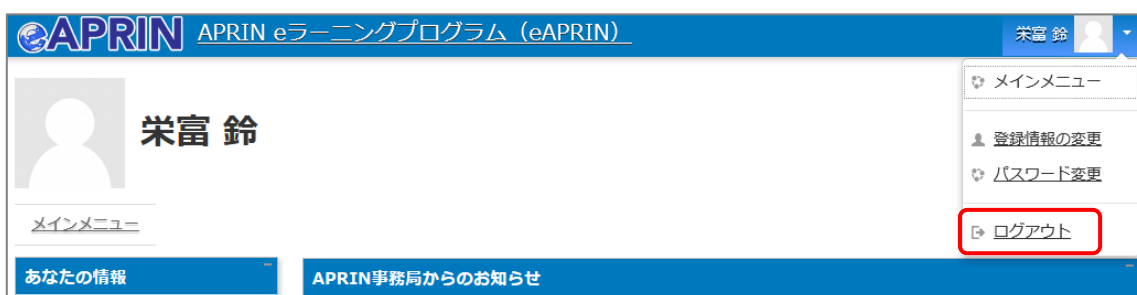 eAPRIN APRIN eラーニングプログラム（eAPRIN） 栄富 鈴
メインメニュー
栄富 鈴
登録情報の変更
パスワード変更
メインメニュー
ログアウト
あなたの情報
APRIN事務局からのお知らせ